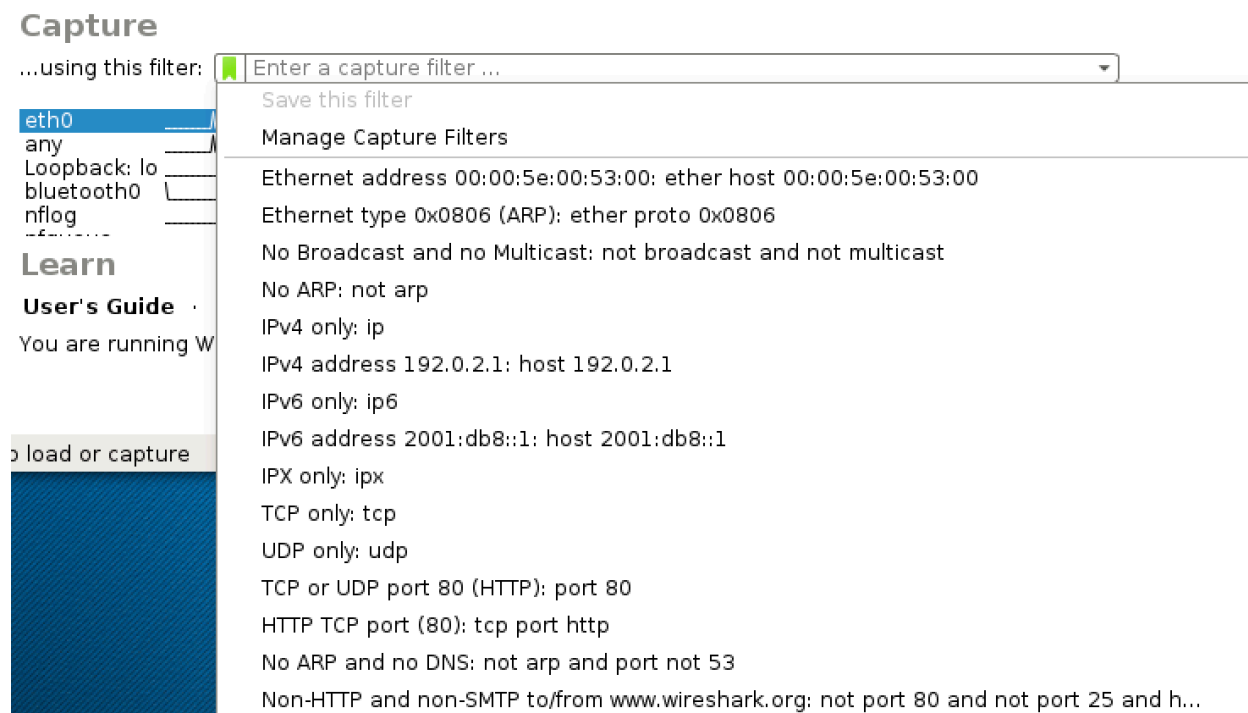 Capture
...using this filter: Enter a capture filter ...
Save this filter
Manage Capture Filters
eth0
any
Loopback: lo
bluetooth0
nflog
Ethernet address 00:00:5e:00:53:00: ether host 00:00:5e:00:53:00
Ethernet type 0x0806 (ARP): ether proto 0x0806
No Broadcast and no Multicast: not broadcast and not multicast
No ARP: not arp
IPv4 only: ip
IPv4 address 192.0.2.1: host 192.0.2.1
IPv6 only: ip6
IPv6 address 2001:db8::1: host 2001:db8::1
IPX only: ipx
TCP only: tcp
UDP only: udp
TCP or UDP port 80 (HTTP): port 80
HTTP TCP port (80): tcp port http
No ARP and no DNS: not arp and port not 53
Non-HTTP and non-SMTP to/from www.wireshark.org: not port 80 and not port 25 and h...
Learn
User's Guide ·
You are running W
load or capture